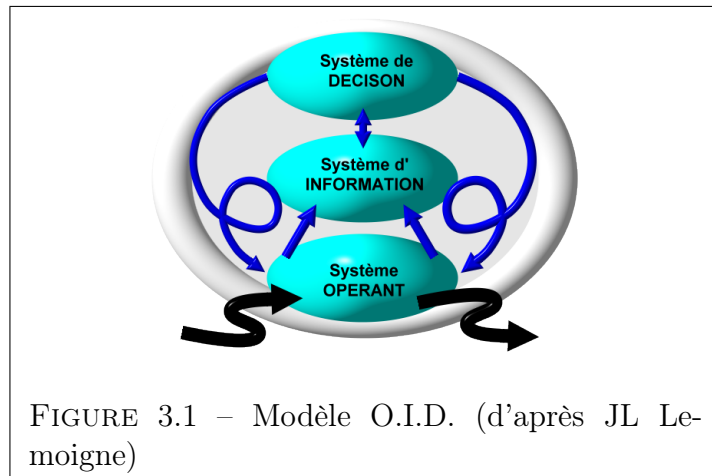 Système de
DECISON
Système d'
INFORMATION
Système
OPERANT
FIGURE 3.1 – Modèle O.I.D. (d'après JL Le-
moigne)